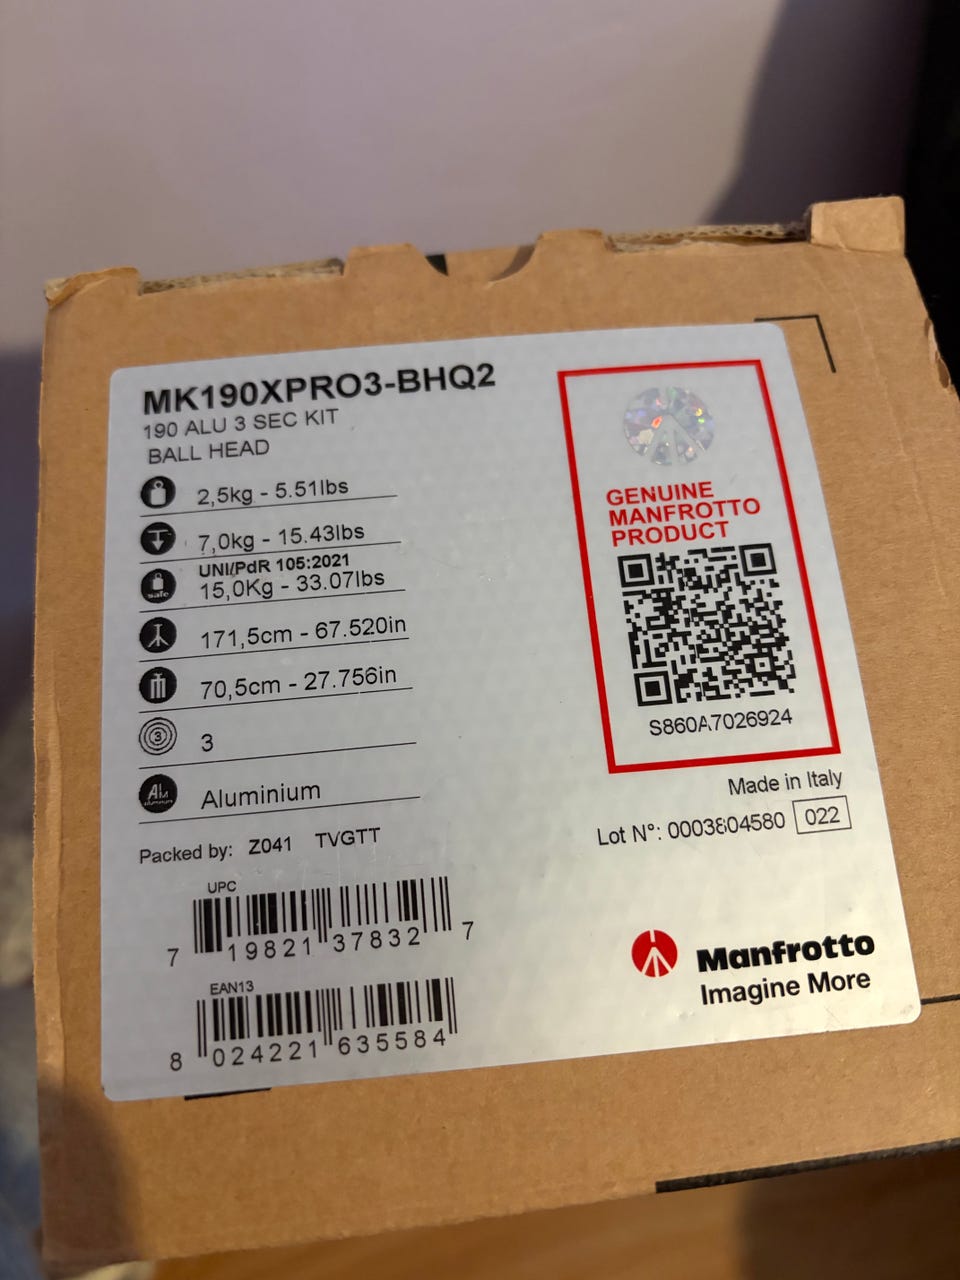 MK190XPRO3-BHQ2
190 ALU 3 SEC KIT
BALL HEAD
2,5kg - 5.51lbs
7,0kg - 15.43lbs
UNI/PdR 105:2021
safe
15,0Kg - 33.07lbs
171,5cm - 67.520in
70,5cm - 27.756in
3
3
Aluminium
Packed by: Z041 TVGTT
UPC
7 19821 37832 7
EAN13
8 024221 635584
GENUINE
MANFROTTO
PRODUCT
S860A7026924
Made in Italy
Lot N°: 0003804580 022
Manfrotto
Imagine More